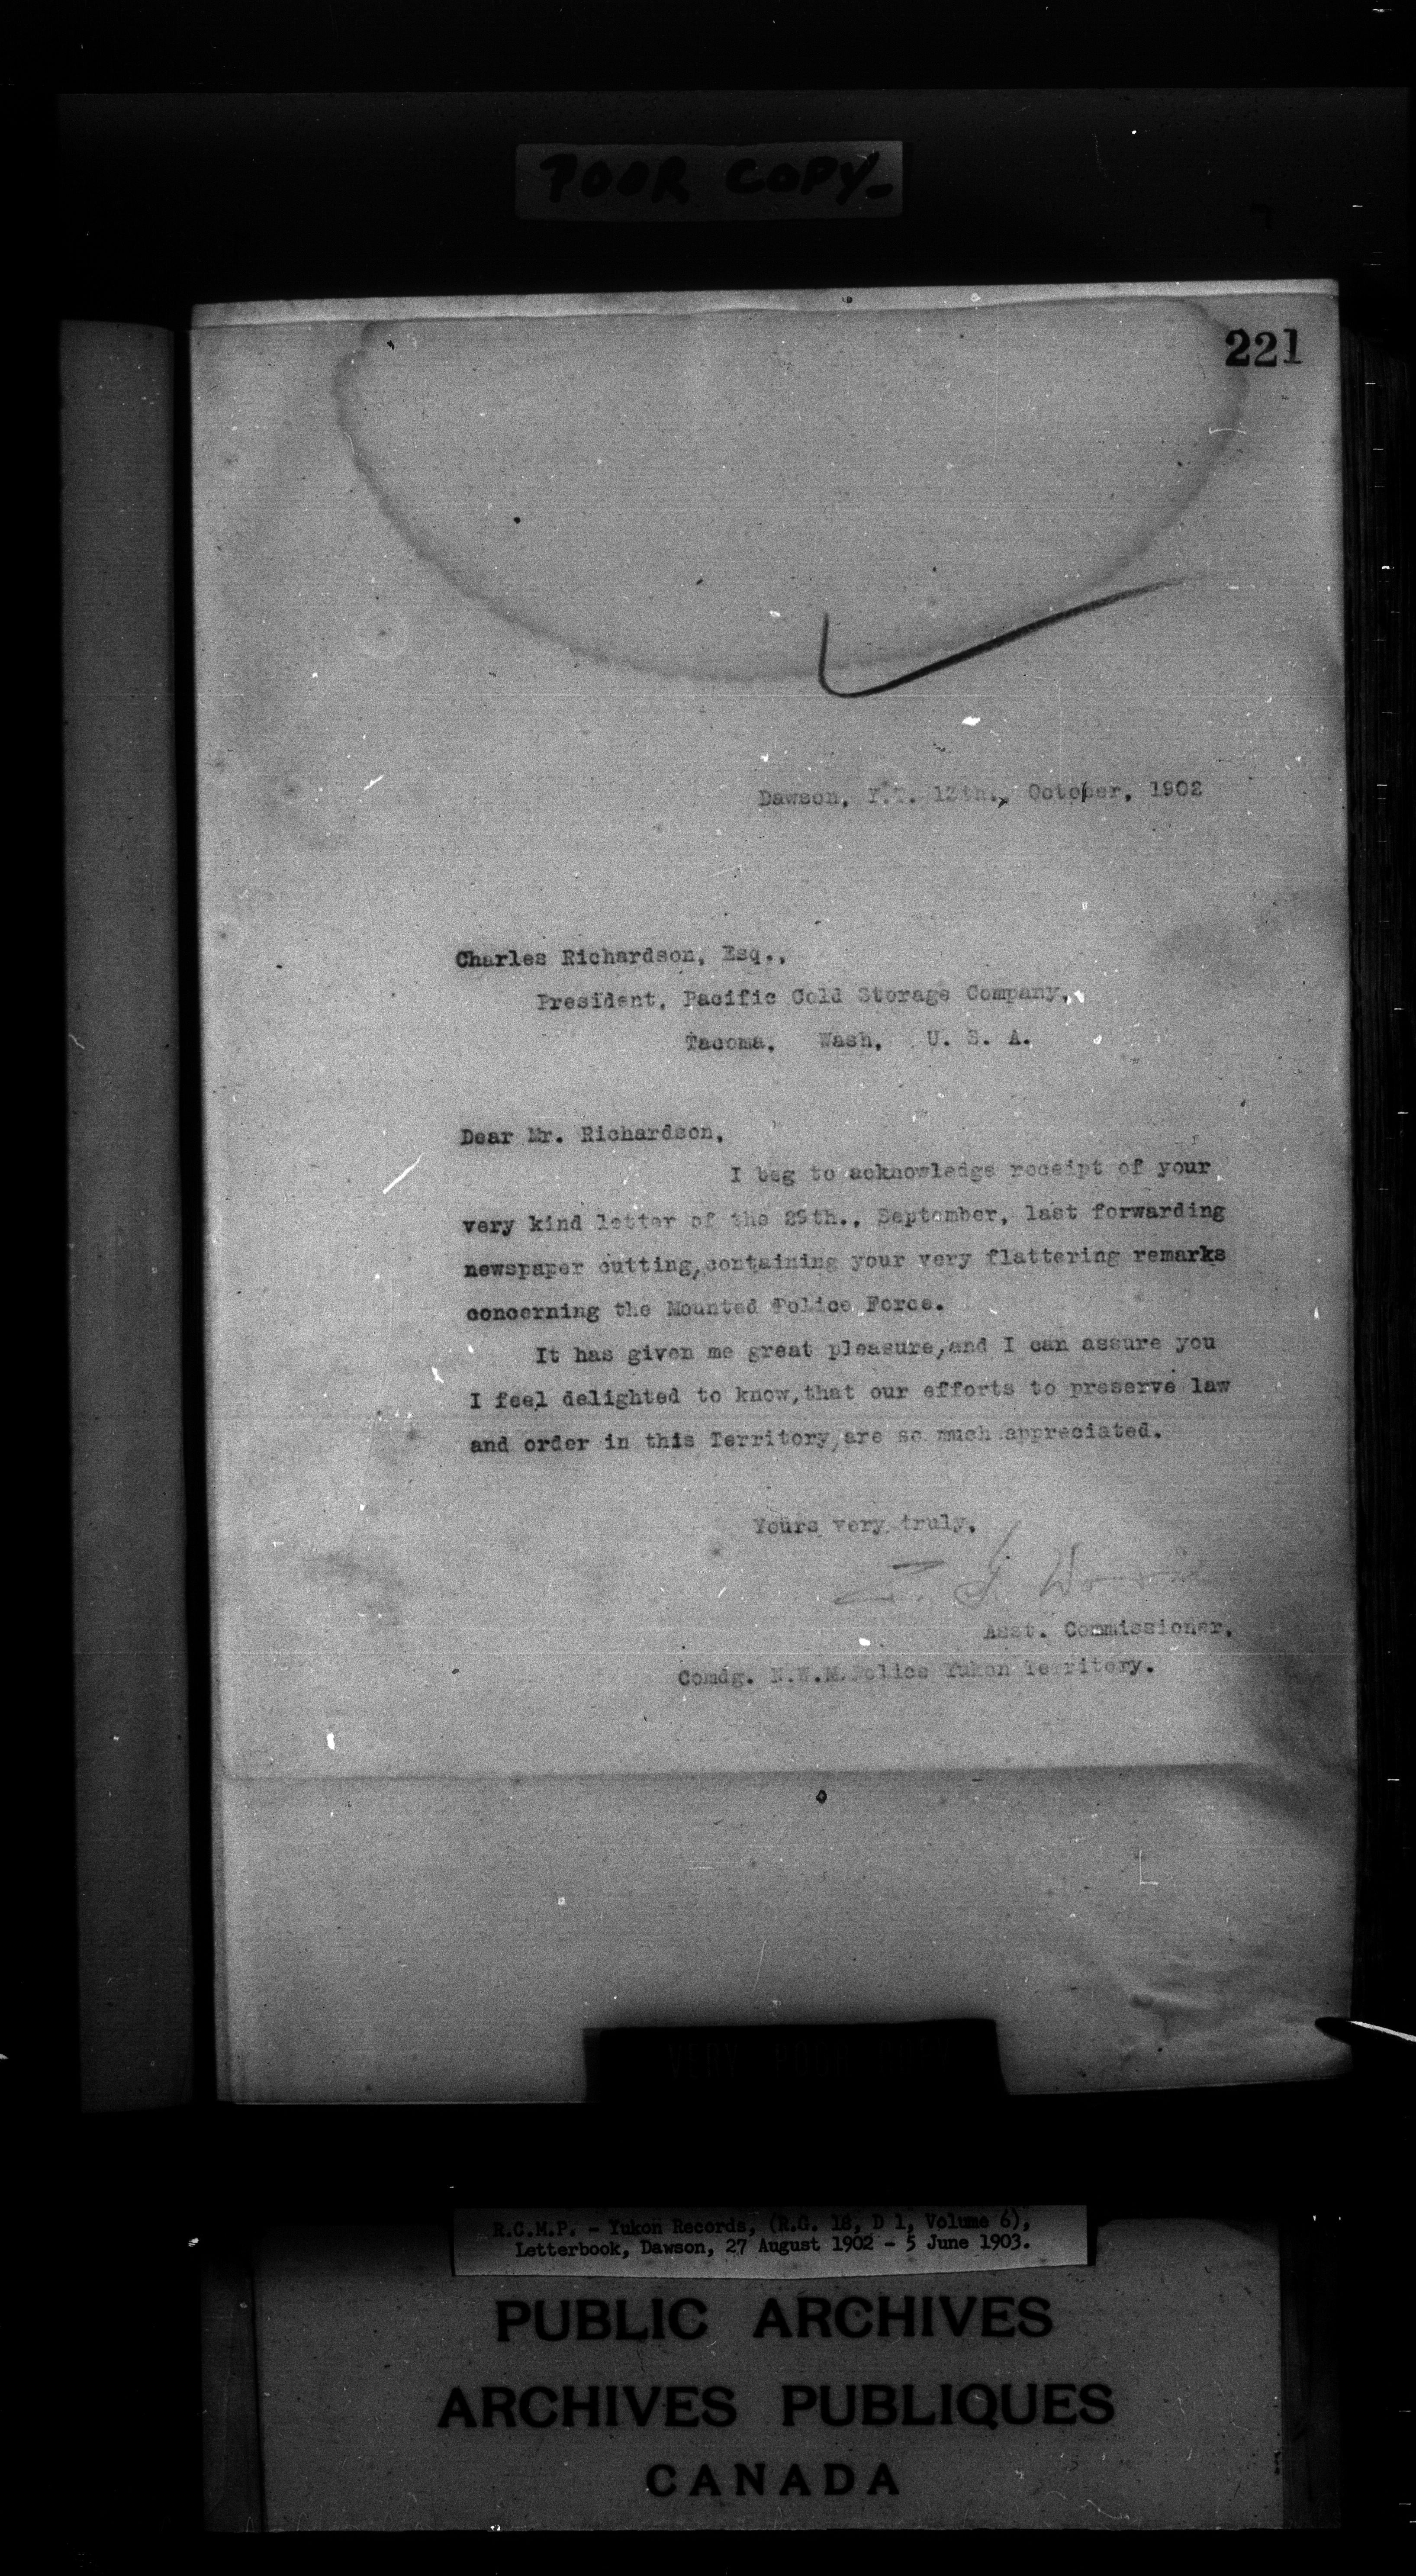 POOR COPY-
221
Dawson, Y.T. 13th., October, 1902
Charles Richardson, Esq.,
President, Pacific Cold Storage Company,
Tacoma, Wash, U. S. A.
Dear Mr. Richardson,
I beg to acknowledge receipt of your
very kind letter of the 29th., September, last forwarding
newspaper cutting, containing your very flattering remarks
concerning the Mounted Police Force.
It has given me great pleasure, and I can assure you
I feel delighted to know, that our efforts to preserve law
and order in this Territory, are so much appreciated.
Yours very truly,
Asst. Commissioner,
Comdg. N.W.M.Police Yukon Territory.
VERY POOR COPY
R.C.M.P. - Yukon Records, (R.G. 18, D 1, Volume 6),
Letterbook, Dawson, 27 August 1902 - 5 June 1903.
PUBLIC ARCHIVES
ARCHIVES PUBLIQUES
CANADA